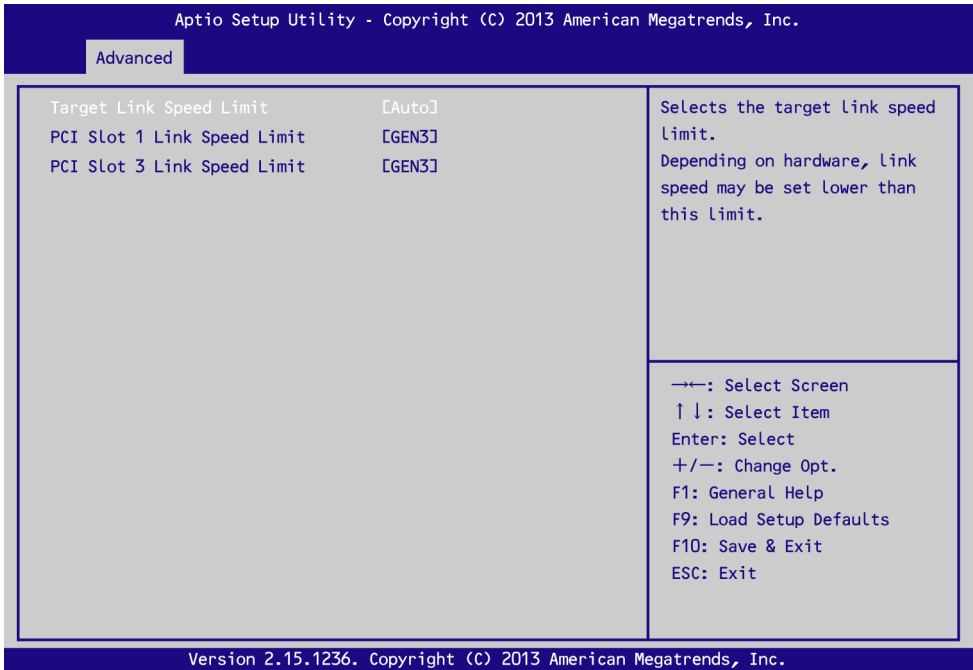 Aptio Setup Utility - Copyright (C) 2013 American Megatrends, Inc.
Advanced
Target Link Speed Limit [Auto]
PCI Slot 1 Link Speed Limit [GEN3]
PCI Slot 3 Link Speed Limit [GEN3]
Selects the target link speed
limit.
Depending on hardware, link
speed may be set lower than
this limit.
→←: Select Screen
↑↓: Select Item
Enter: Select
+/-: Change Opt.
F1: General Help
F9: Load Setup Defaults
F10: Save & Exit
ESC: Exit
Version 2.15.1236. Copyright (C) 2013 American Megatrends, Inc.